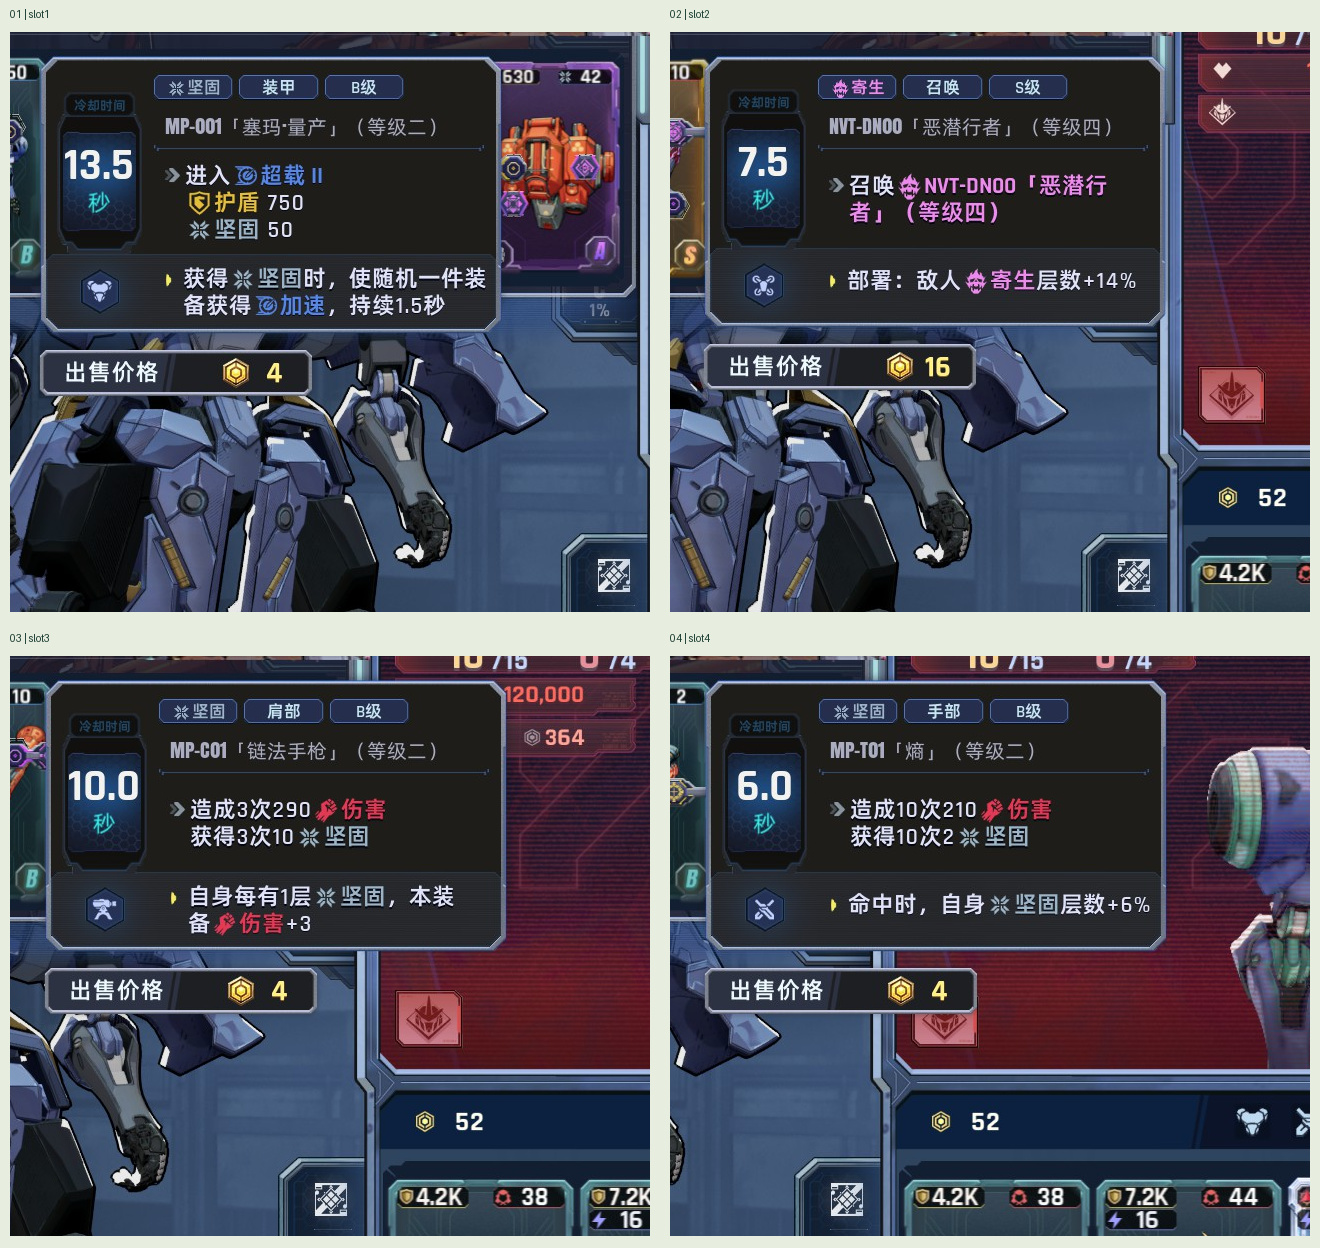 01 | slot1
50
坚固 装甲 B级
630 42
冷却时间
MP-001「塞玛·量产」（等级二）
13.5
秒
进入超载 II
护盾 750
坚固 50
B
A
获得坚固时，使随机一件装
备获得加速，持续1.5秒
1%
出售价格 4
02 | slot2
10
寄生 召唤 S级
冷却时间
NVT-DN00「恶潜行者」（等级四）
7.5
秒
召唤NVT-DN00「恶潜行
者」（等级四）
S
部署：敌人寄生层数+14%
出售价格 16
52
4.2K
03 | slot3
10 /15 0 /4
10
坚固 肩部 B级
120,000
冷却时间
MP-C01「链法手枪」（等级二）
364
10.0
秒
造成3次290伤害
获得3次10坚固
B
自身每有1层坚固，本装
备伤害+3
出售价格 4
52
4.2K 38 7.2K
16
04 | slot4
10 /15 0 /4
2
坚固 手部 B级
冷却时间
MP-T01「熵」（等级二）
6.0
秒
造成10次210伤害
获得10次2坚固
B
命中时，自身坚固层数+6%
出售价格 4
52
4.2K 38 7.2K 44
16